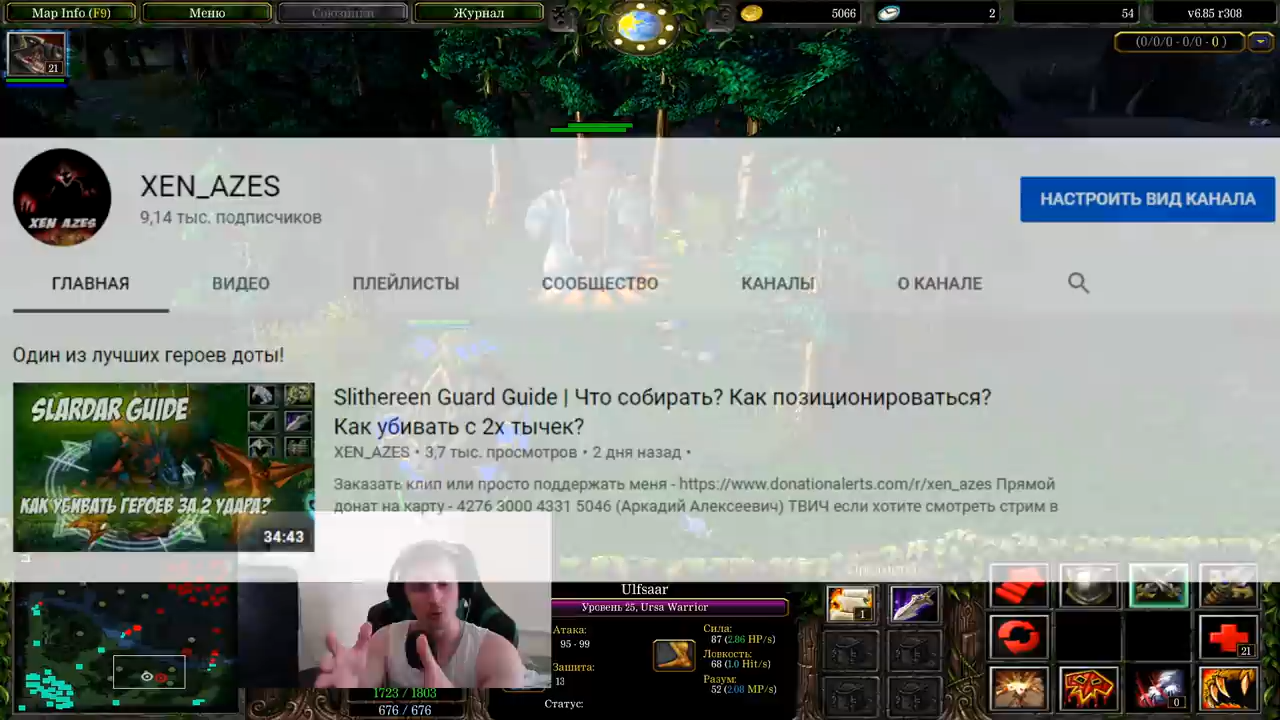 Map Info (F9)
Меню
Союзники
Журнал
5066
2
54
v6.85 r308
(0/0/0 - 0/0 - 0 )
21
XEN_AZES
9,14 тыс. подписчиков
НАСТРОИТЬ ВИД КАНАЛА
XEN AZES
ГЛАВНАЯ
ВИДЕО
ПЛЕЙЛИСТЫ
СООБЩЕСТВО
КАНАЛЫ
О КАНАЛЕ
Один из лучших героев доты!
SLARDAR GUIDE
КАК УБИВАТЬ ГЕРОЕВ ЗА 2 УДАРА?
34:43
Slithereen Guard Guide | Что собирать? Как позиционироваться?
Как убивать с 2х тычек?
XEN_AZES • 3,7 тыс. просмотров • 2 дня назад •
Заказать клип или просто поддержать меня - https://www.donationalerts.com/r/xen_azes Прямой
донат на карту - 4276 3000 4331 5046 (Аркадий Алексеевич) ТВИЧ если хотите смотреть стрим в
Ulfsaar
Уровень 25, Ursa Warrior
Атака:
95 - 99
Защита:
13
Статус:
Сила:
87 (2.86 HP/s)
Ловкость:
68 (1.0 Hit/s)
Разум:
52 (2.08 MP/s)
1723 / 1803
676 / 676
1
21
0